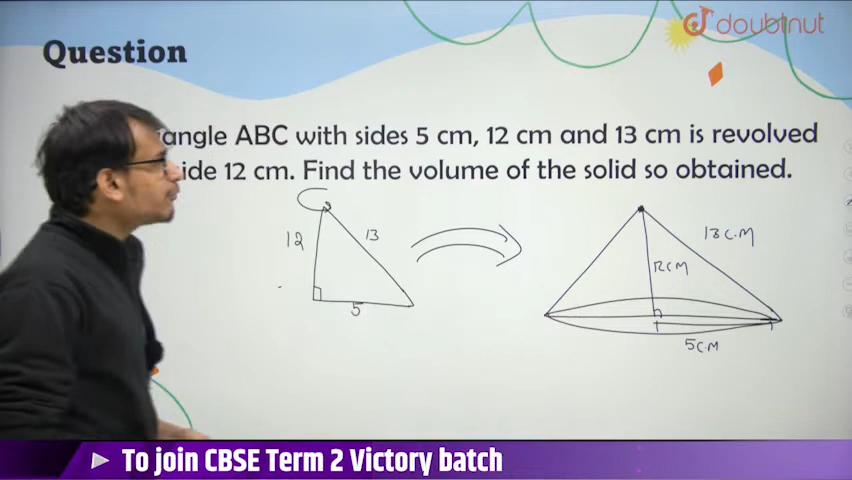 doubtnut
Question
angle ABC with sides 5 cm, 12 cm and 13 cm is revolved
ide 12 cm. Find the volume of the solid so obtained.
12
13
5
13 C.M
12 CM
5 C.M
To join CBSE Term 2 Victory batch